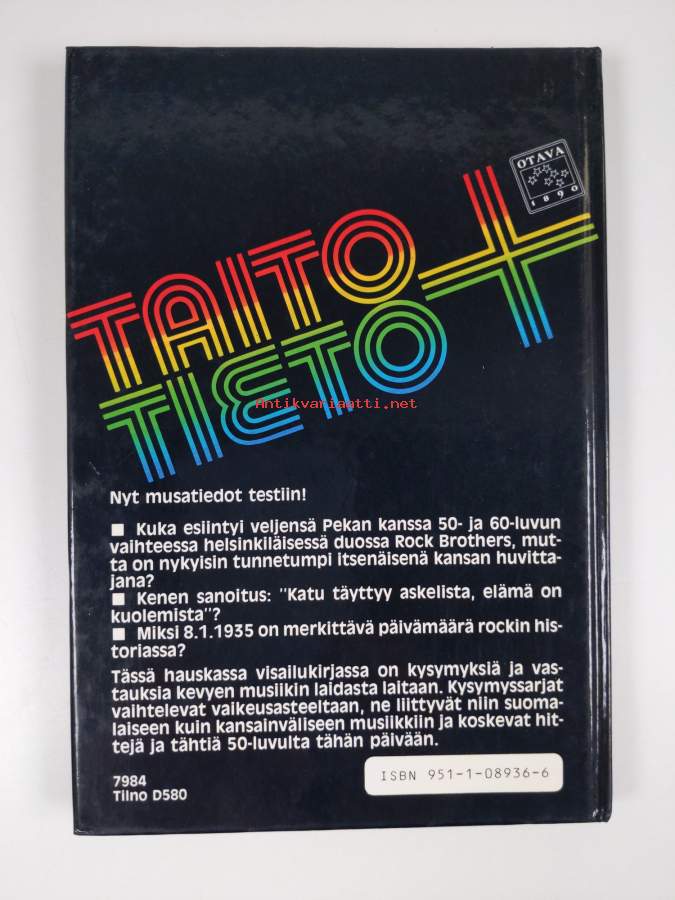 OTAVA
1890
TAITO +
TIETO
Antikvariaatti.net
Nyt musatiedot testiin!
■ Kuka esiintyi veljensä Pekan kanssa 50- ja 60-luvun
vaihteessa helsinkiläisessä duossa Rock Brothers, mut-
ta on nykyisin tunnetumpi itsenäisenä kansan huvitta-
jana?
■ Kenen sanoitus: "Katu täyttyy askelista, elämä on
kuolemista"?
■ Miksi 8.1.1935 on merkittävä päivämäärä rockin his-
toriassa?
Tässä hauskassa visailukirjassa on kysymyksiä ja vas-
tauksia kevyen musiikin laidasta laitaan. Kysymyssarjat
vaihtelevat vaikeusasteeltaan, ne liittyvät niin suoma-
laiseen kuin kansainväliseen musiikkiin ja koskevat hit-
tejä ja tähtiä 50-luvulta tähän päivään.
7984
Tilno D580
ISBN 951-1-08936-6